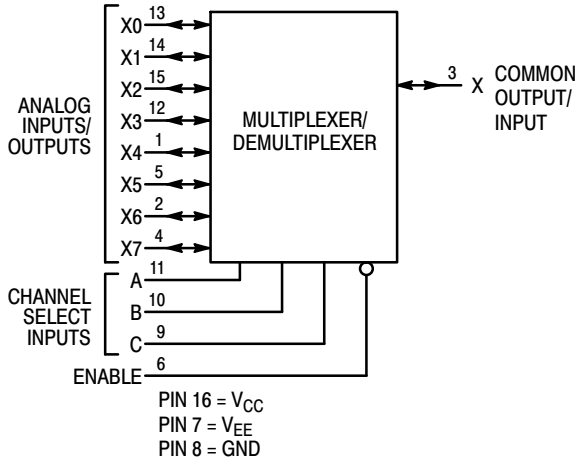 X0 13
X1 14
X2 15
X3 12
X4 1
X5 5
X6 2
X7 4
ANALOG
INPUTS/
OUTPUTS
MULTIPLEXER/
DEMULTIPLEXER
3 X COMMON
OUTPUT/
INPUT
A 11
B 10
C 9
CHANNEL
SELECT
INPUTS
ENABLE 6
PIN 16 = VCC
PIN 7 = VEE
PIN 8 = GND